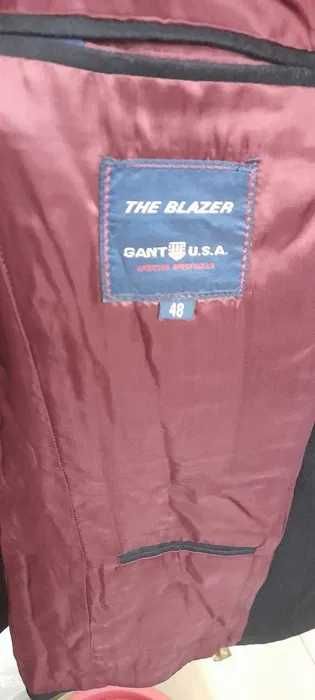 THE BLAZER
GANT U.S.A.
48